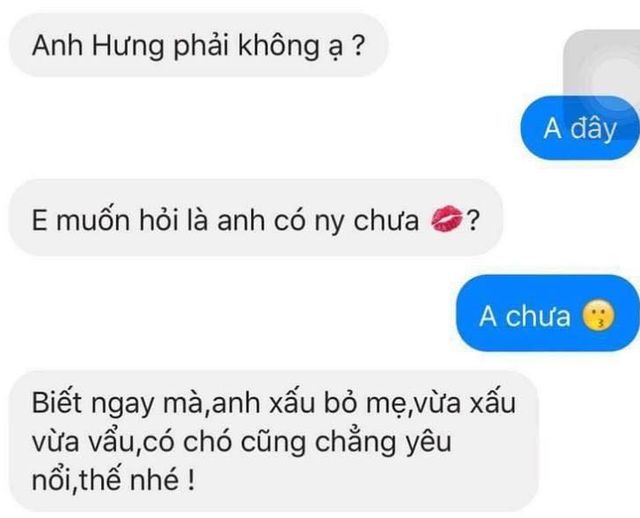 Anh Hưng phải không ạ ?
A đây
E muốn hỏi là anh có ny chưa 💋?
A chưa 😗
Biết ngay mà,anh xấu bỏ mẹ,vừa xấu
vừa vẩu,có chó cũng chẳng yêu
nổi,thế nhé !